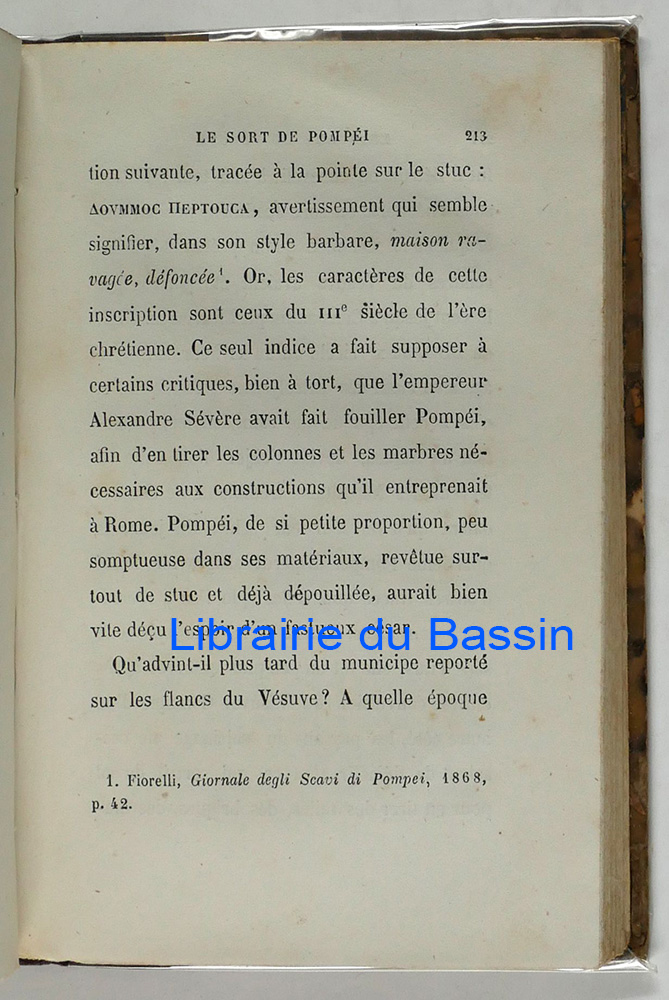 LE SORT DE POMPÉI 213
tion suivante, tracée à la pointe sur le stuc :
ΔΟΥΜΜΟC ΠΕΡΤΟUCΑ, avertissement qui semble
signifier, dans son style barbare, maison ra-
vagée, défoncée¹. Or, les caractères de cette
inscription sont ceux du IIIe siècle de l'ère
chrétienne. Ce seul indice a fait supposer à
certains critiques, bien à tort, que l'empereur
Alexandre Sévère avait fait fouiller Pompéi,
afin d'en tirer les colonnes et les marbres né-
cessaires aux constructions qu'il entreprenait
à Rome. Pompéi, de si petite proportion, peu
somptueuse dans ses matériaux, revêtue sur-
tout de stuc et déjà dépouillée, aurait bien
vite déçu l'espoir d'un fastueux césar.
Librairie du Bassin
Qu'advint-il plus tard du municipe reporté
sur les flancs du Vésuve? A quelle époque
1. Fiorelli, Giornale degli Scavi di Pompei, 1868,
p. 42.